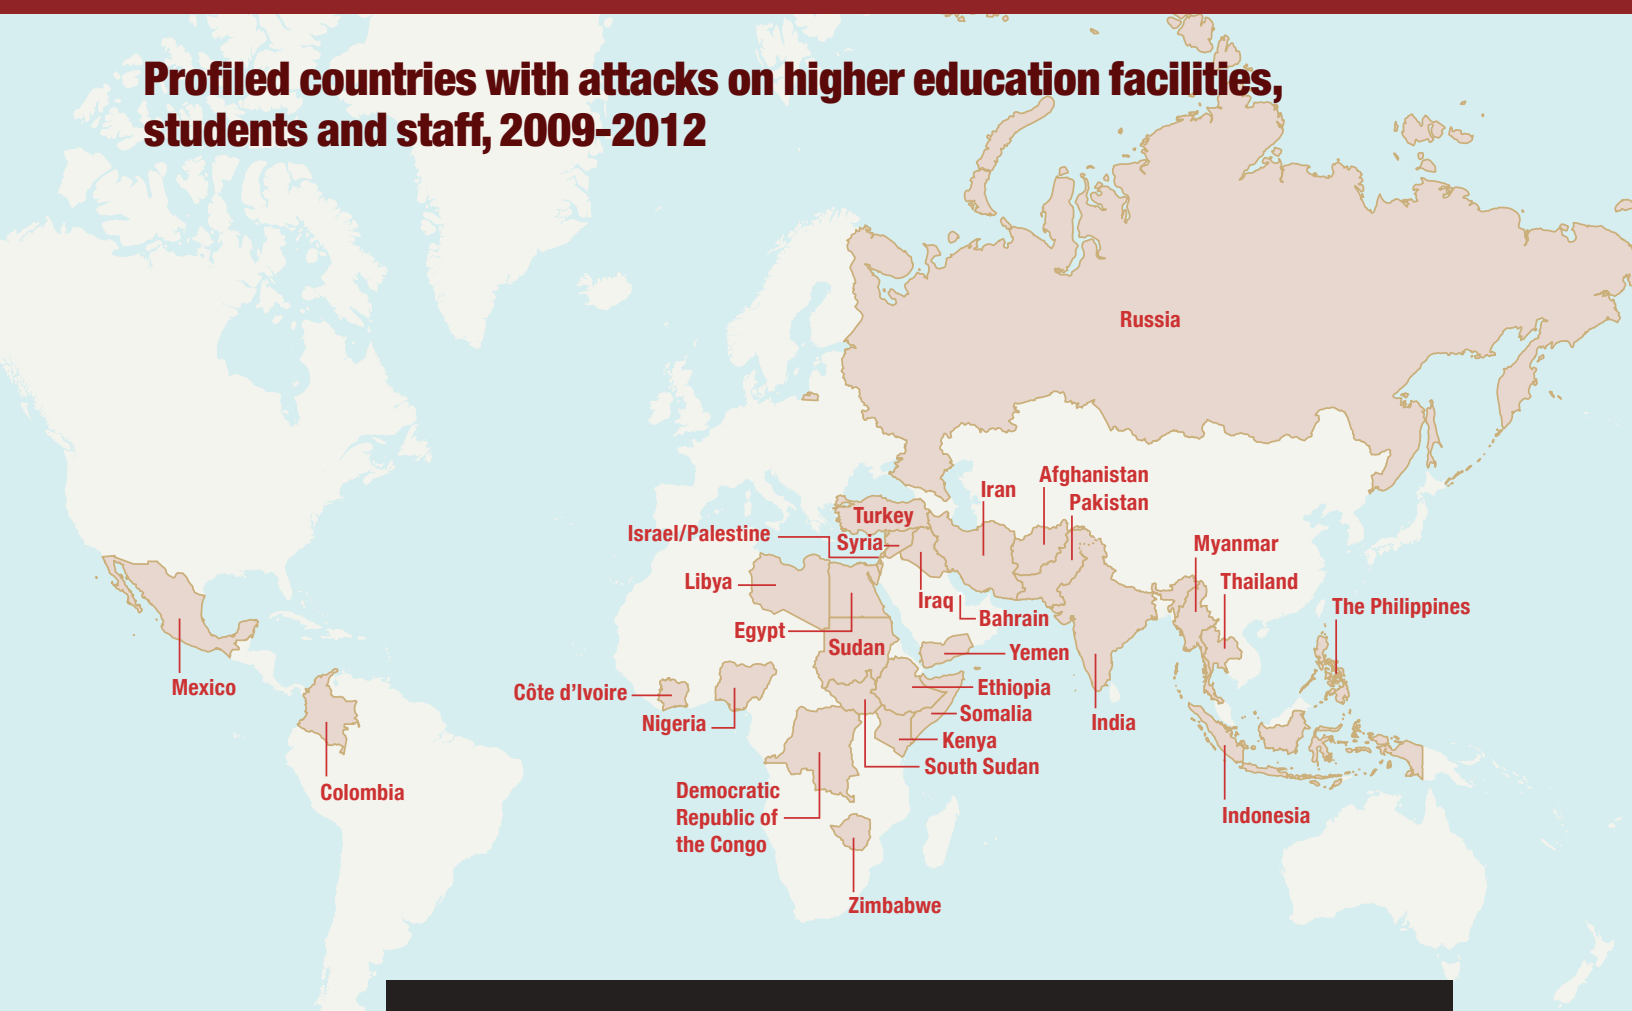 Profiled countries with attacks on higher education facilities,
students and staff, 2009-2012
Russia
Afghanistan
Iran
Pakistan
Turkey
Israel/Palestine
Syria
Myanmar
Libya
Thailand
Iraq
The Philippines
Bahrain
Egypt
Sudan
Yemen
Mexico
Côte d’Ivoire
Ethiopia
Somalia
Nigeria
India
Kenya
South Sudan
Colombia
Democratic
Republic of
the Congo
Indonesia
Zimbabwe